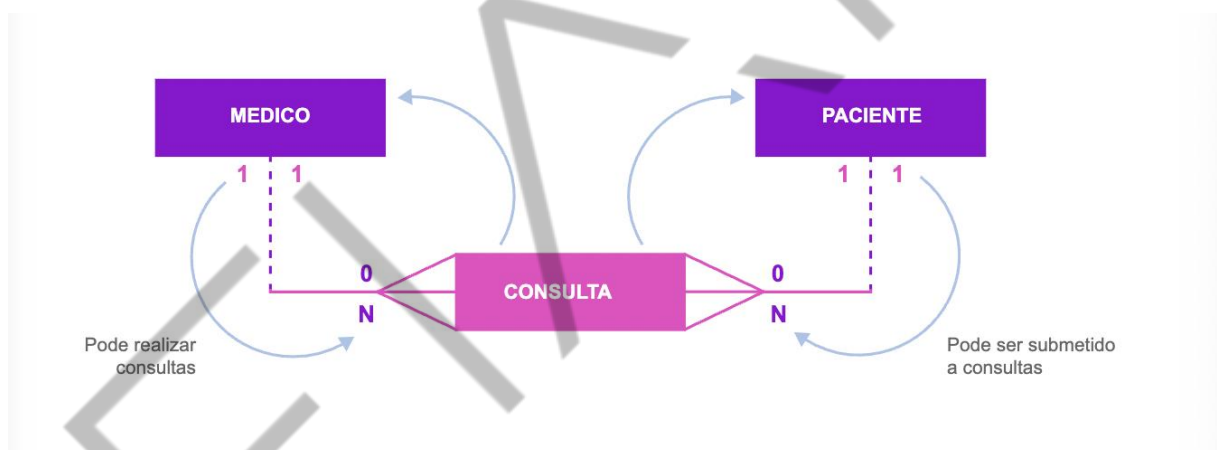 MEDICO
PACIENTE
1 1
1 1
0
N
CONSULTA
0
N
Pode realizar
consultas
Pode ser submetido
a consultas